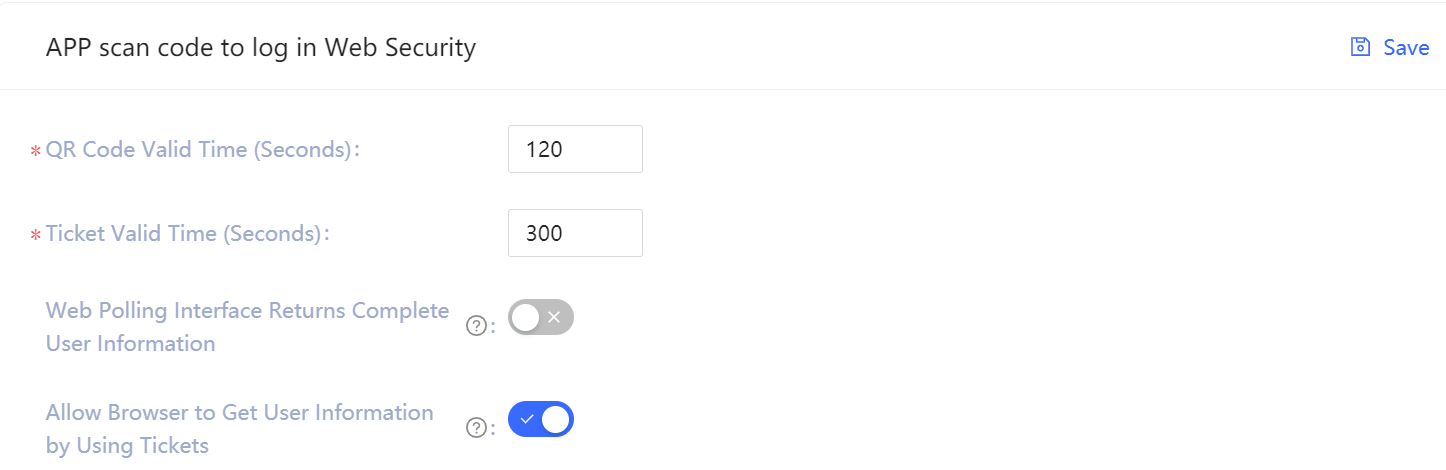 APP scan code to log in Web Security
Save
* QR Code Valid Time (Seconds):
120
* Ticket Valid Time (Seconds):
300
Web Polling Interface Returns Complete
User Information
?:
Allow Browser to Get User Information
by Using Tickets
?: